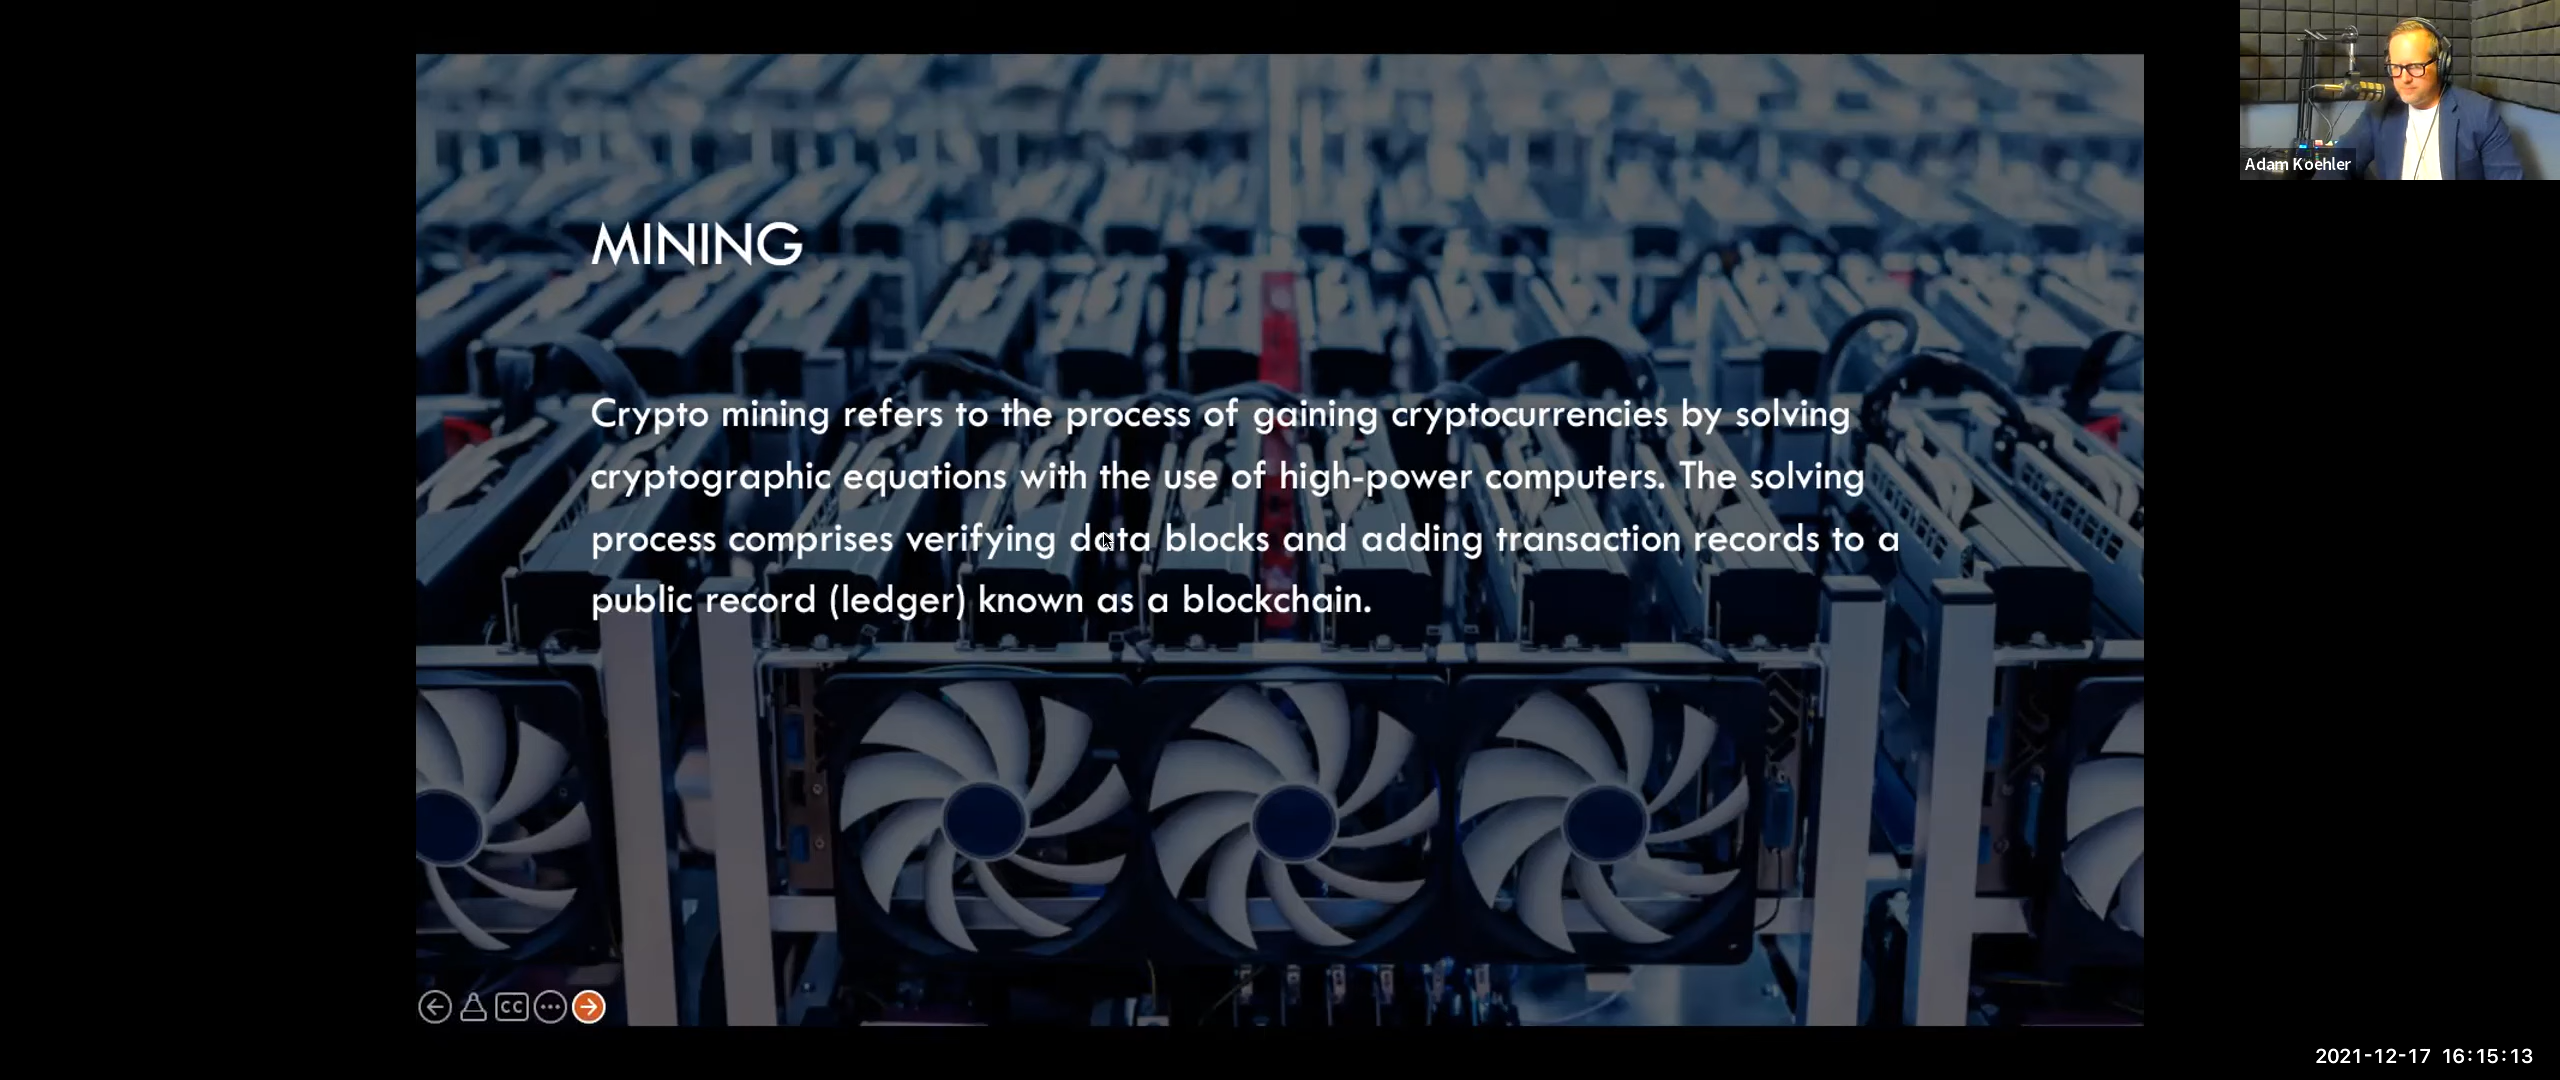 MINING
Crypto mining refers to the process of gaining cryptocurrencies by solving
cryptographic equations with the use of high-power computers. The solving
process comprises verifying data blocks and adding transaction records to a
public record (ledger) known as a blockchain.
Adam Koehler
CC
2021-12-17 16:15:13